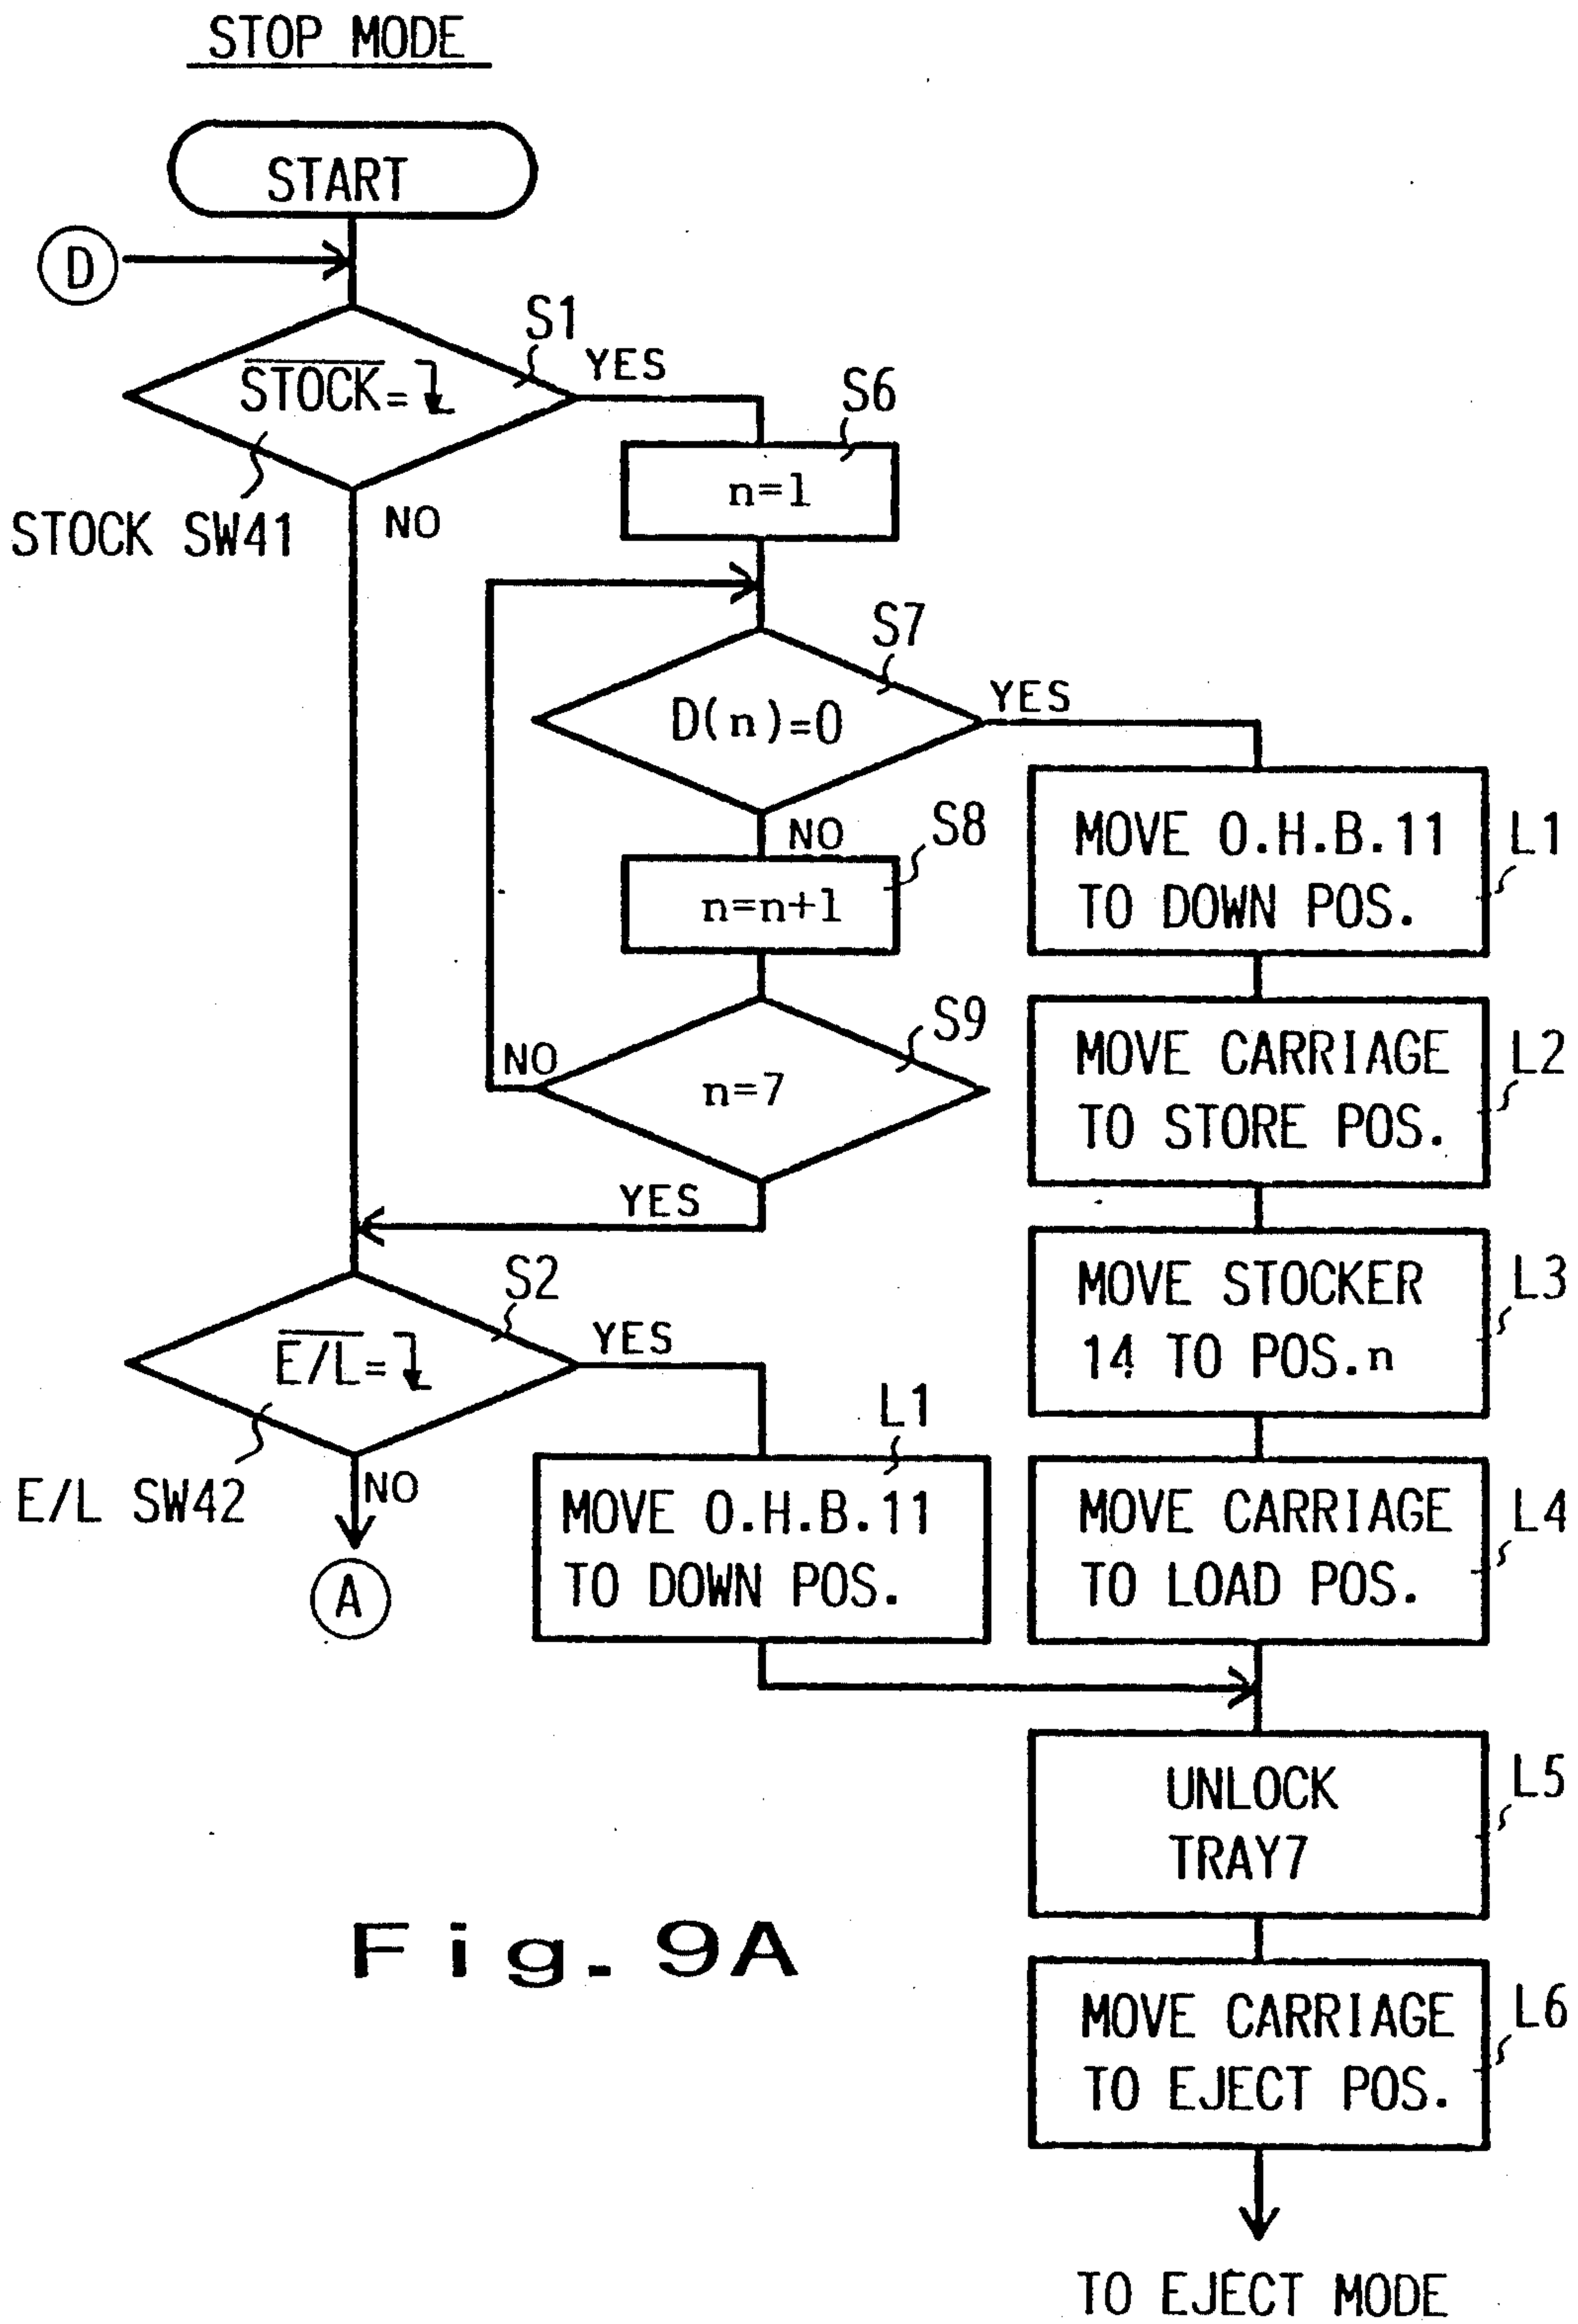 STOP MODE
START
D
S1
STOCK=
YES
S6
n=1
STOCK SW41
NO
S7
D(n)=0
YES
NO
S8
n=n+1
MOVE O.H.B.11
TO DOWN POS.
L1
S9
NO
n=7
YES
MOVE CARRIAGE
TO STORE POS.
L2
MOVE STOCKER
14 TO POS.n
L3
S2
E/L=
YES
E/L SW42
NO
A
L1
MOVE O.H.B.11
TO DOWN POS.
MOVE CARRIAGE
TO LOAD POS.
L4
UNLOCK
TRAY7
L5
MOVE CARRIAGE
TO EJECT POS.
L6
TO EJECT MODE
Fig. 9A